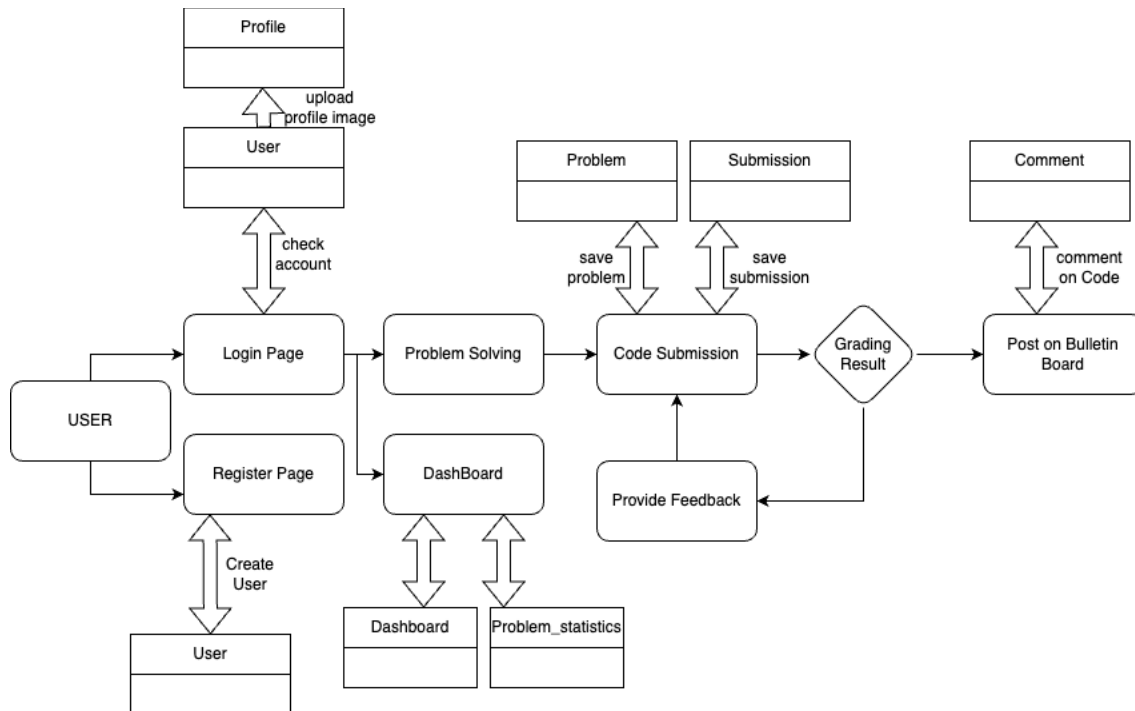 Profile
upload
profile image
User
Problem
Submission
Comment
check
account
save
problem
save
submission
comment
on Code
Login Page
Problem Solving
Code Submission
Grading
Result
Post on Bulletin
Board
USER
Register Page
DashBoard
Provide Feedback
Create
User
Dashboard
Problem_statistics
User